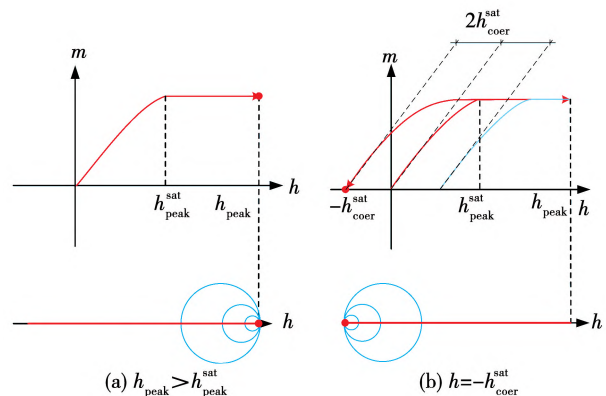 m
h
h_peak^sat
h_peak
h
(a) h_peak>h_peak^sat
2h_coer^sat
m
-h_coer^sat
h_peak^sat
h_peak
h
h
(b) h=-h_coer^sat